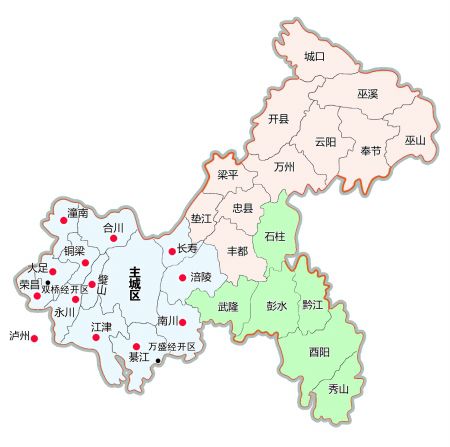 城口
巫溪
开县
云阳
奉节
巫山
万州
梁平
忠县
垫江
丰都
石柱
潼南
合川
铜梁
长寿
大足
主城区
涪陵
荣昌
双桥经开区
璧山
永川
武隆
彭水
黔江
江津
南川
泸州
綦江
万盛经开区
酉阳
秀山